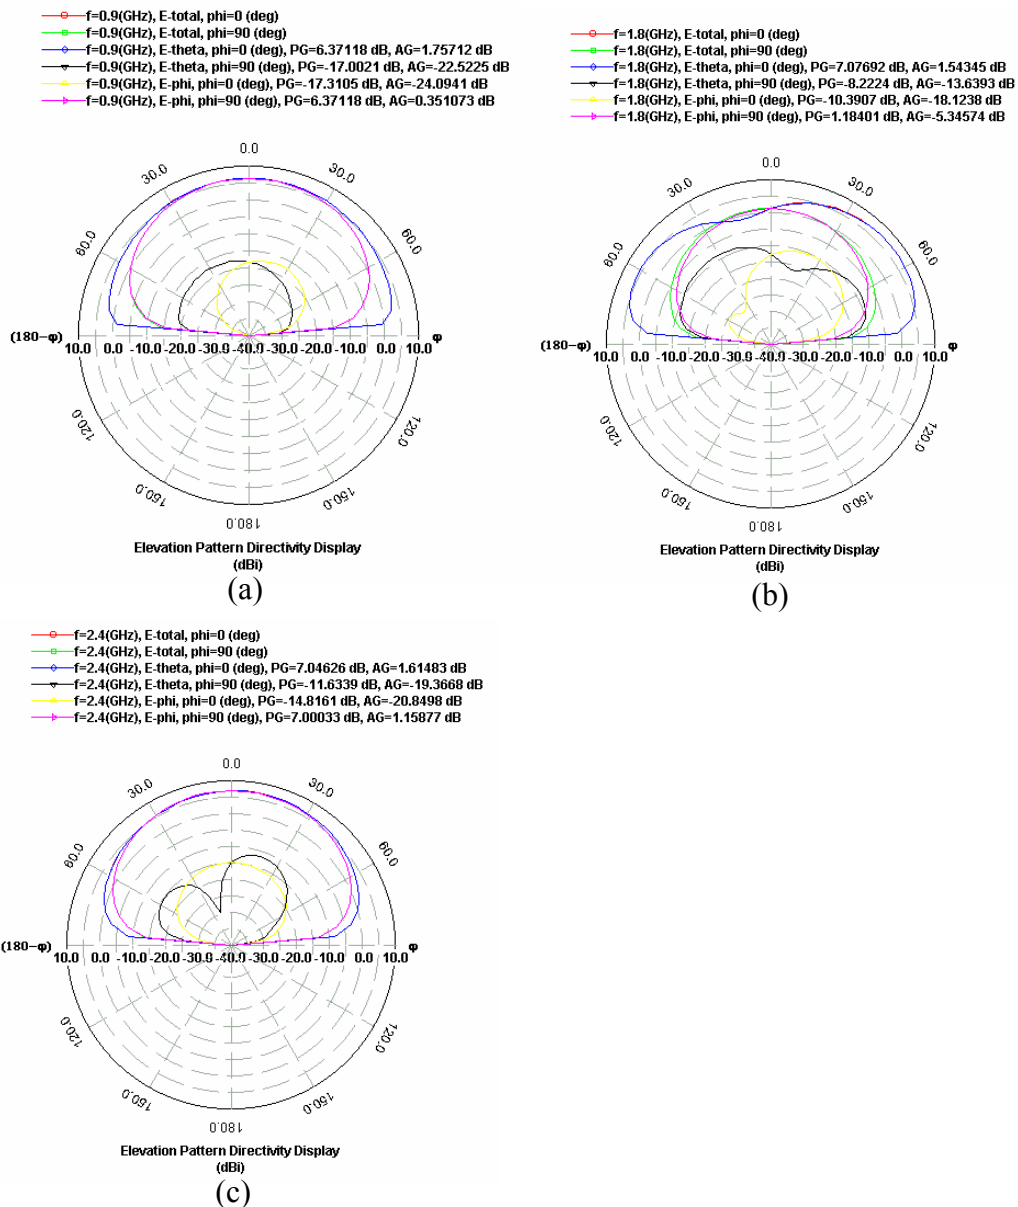 f=0.9(GHz), E-total, phi=0 (deg)
f=0.9(GHz), E-total, phi=90 (deg)
f=0.9(GHz), E-theta, phi=0 (deg), PG=6.37118 dB, AG=1.75712 dB
f=0.9(GHz), E-theta, phi=90 (deg), PG=-17.0021 dB, AG=-22.5225 dB
f=0.9(GHz), E-phi, phi=0 (deg), PG=-17.3105 dB, AG=-24.0941 dB
f=0.9(GHz), E-phi, phi=90 (deg), PG=6.37118 dB, AG=0.351073 dB
0.0
30.0 30.0
60.0 60.0
(180-φ) φ
10.0 0.0 -10.0 -20.0 -30.0 -40.0 -30.0 -20.0 -10.0 0.0 10.0
120.0 120.0
150.0 150.0
180.0
Elevation Pattern Directivity Display
(dBi)
(a)
f=1.8(GHz), E-total, phi=0 (deg)
f=1.8(GHz), E-total, phi=90 (deg)
f=1.8(GHz), E-theta, phi=0 (deg), PG=7.07692 dB, AG=1.54345 dB
f=1.8(GHz), E-theta, phi=90 (deg), PG=-8.2224 dB, AG=-13.6393 dB
f=1.8(GHz), E-phi, phi=0 (deg), PG=-10.3907 dB, AG=-18.1238 dB
f=1.8(GHz), E-phi, phi=90 (deg), PG=1.18401 dB, AG=-5.34574 dB
0.0
30.0 30.0
60.0 60.0
(180-φ) φ
10.0 0.0 -10.0 -20.0 -30.0 -40.0 -30.0 -20.0 -10.0 0.0 10.0
120.0 120.0
150.0 150.0
180.0
Elevation Pattern Directivity Display
(dBi)
(b)
f=2.4(GHz), E-total, phi=0 (deg)
f=2.4(GHz), E-total, phi=90 (deg)
f=2.4(GHz), E-theta, phi=0 (deg), PG=7.04626 dB, AG=1.61483 dB
f=2.4(GHz), E-theta, phi=90 (deg), PG=-11.6339 dB, AG=-19.3668 dB
f=2.4(GHz), E-phi, phi=0 (deg), PG=-14.8161 dB, AG=-20.8498 dB
f=2.4(GHz), E-phi, phi=90 (deg), PG=7.00033 dB, AG=1.15877 dB
0.0
30.0 30.0
60.0 60.0
(180-φ) φ
10.0 0.0 -10.0 -20.0 -30.0 -40.0 -30.0 -20.0 -10.0 0.0 10.0
120.0 120.0
150.0 150.0
180.0
Elevation Pattern Directivity Display
(dBi)
(c)